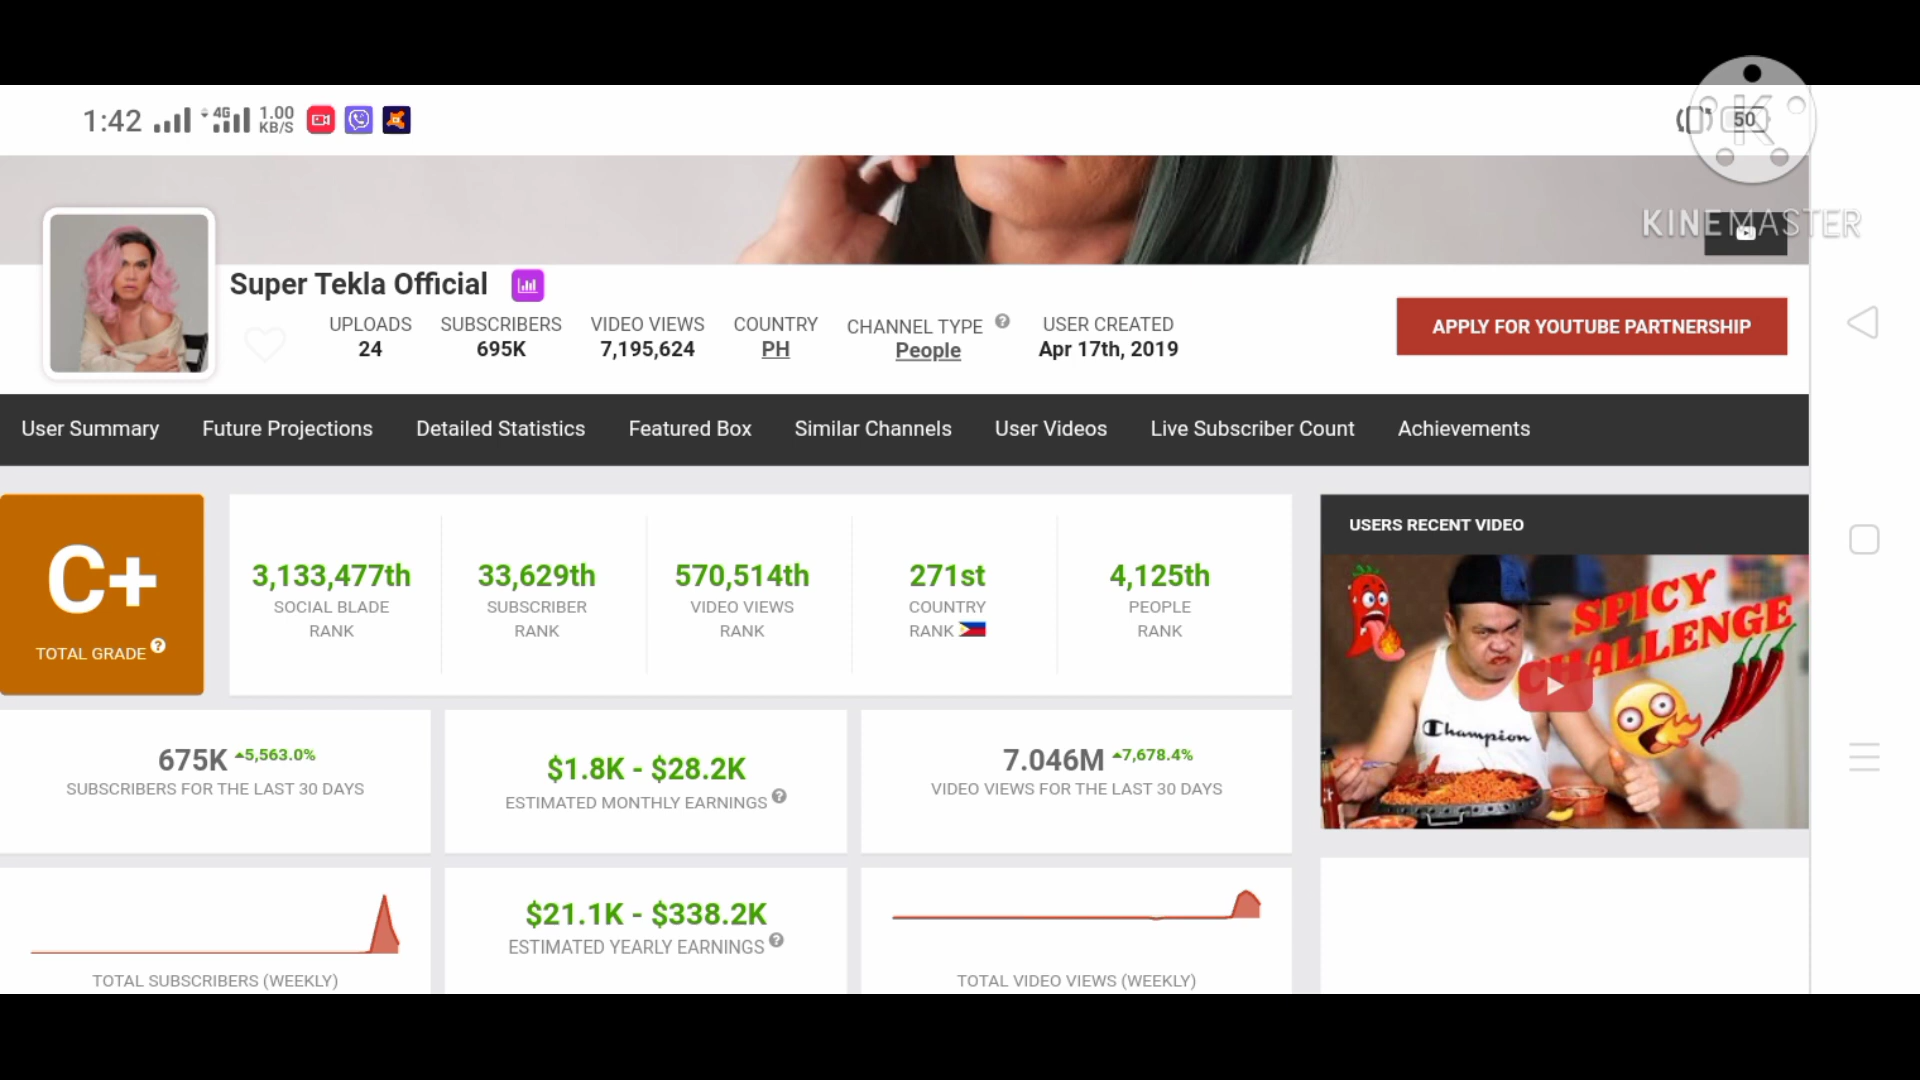 1:42 4G 1.00 KB/S 50
KINEMASTER
Super Tekla Official
UPLOADS SUBSCRIBERS VIDEO VIEWS COUNTRY CHANNEL TYPE USER CREATED
24 695K 7,195,624 PH People Apr 17th, 2019
APPLY FOR YOUTUBE PARTNERSHIP
User Summary Future Projections Detailed Statistics Featured Box Similar Channels User Videos Live Subscriber Count Achievements
C+
TOTAL GRADE
3,133,477th
SOCIAL BLADE
RANK
33,629th
SUBSCRIBER
RANK
570,514th
VIDEO VIEWS
RANK
271st
COUNTRY
RANK
4,125th
PEOPLE
RANK
USERS RECENT VIDEO
SPICY
CHALLENGE
Champion
675K 5,563.0%
SUBSCRIBERS FOR THE LAST 30 DAYS
$1.8K - $28.2K
ESTIMATED MONTHLY EARNINGS
7.046M 7,678.4%
VIDEO VIEWS FOR THE LAST 30 DAYS
TOTAL SUBSCRIBERS (WEEKLY)
$21.1K - $338.2K
ESTIMATED YEARLY EARNINGS
TOTAL VIDEO VIEWS (WEEKLY)